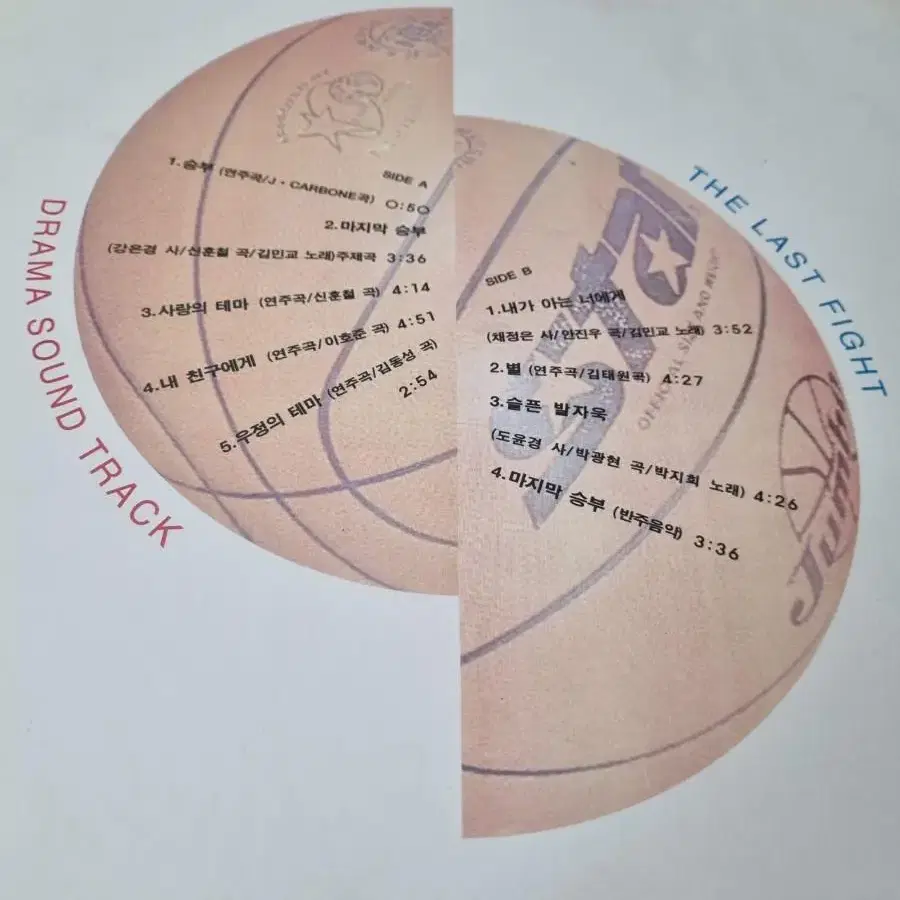 DRAMA SOUND TRACK
THE LAST FIGHT
SIDE A
1.승부 (연주곡/J·CARBONE곡) 0:50
2.마지막 승부
(강은경 사/신훈철 곡/김민교 노래)주제곡 3:36
3.사랑의 테마 (연주곡/신훈철 곡) 4:14
4.내 친구에게 (연주곡/이호준 곡) 4:51
5.우정의 테마 (연주곡/김동성 곡)
2:54
SIDE B
1.내가 아는 너에게
(채정은 사/안진우 곡/김민교 노래) 3:52
2.별 (연주곡/김태원곡) 4:27
3.슬픈 발자욱
(도윤경 사/박광현 곡/박지희 노래) 4:26
4.마지막 승부 (반주음악) 3:36
OFFICIAL SIZE AND